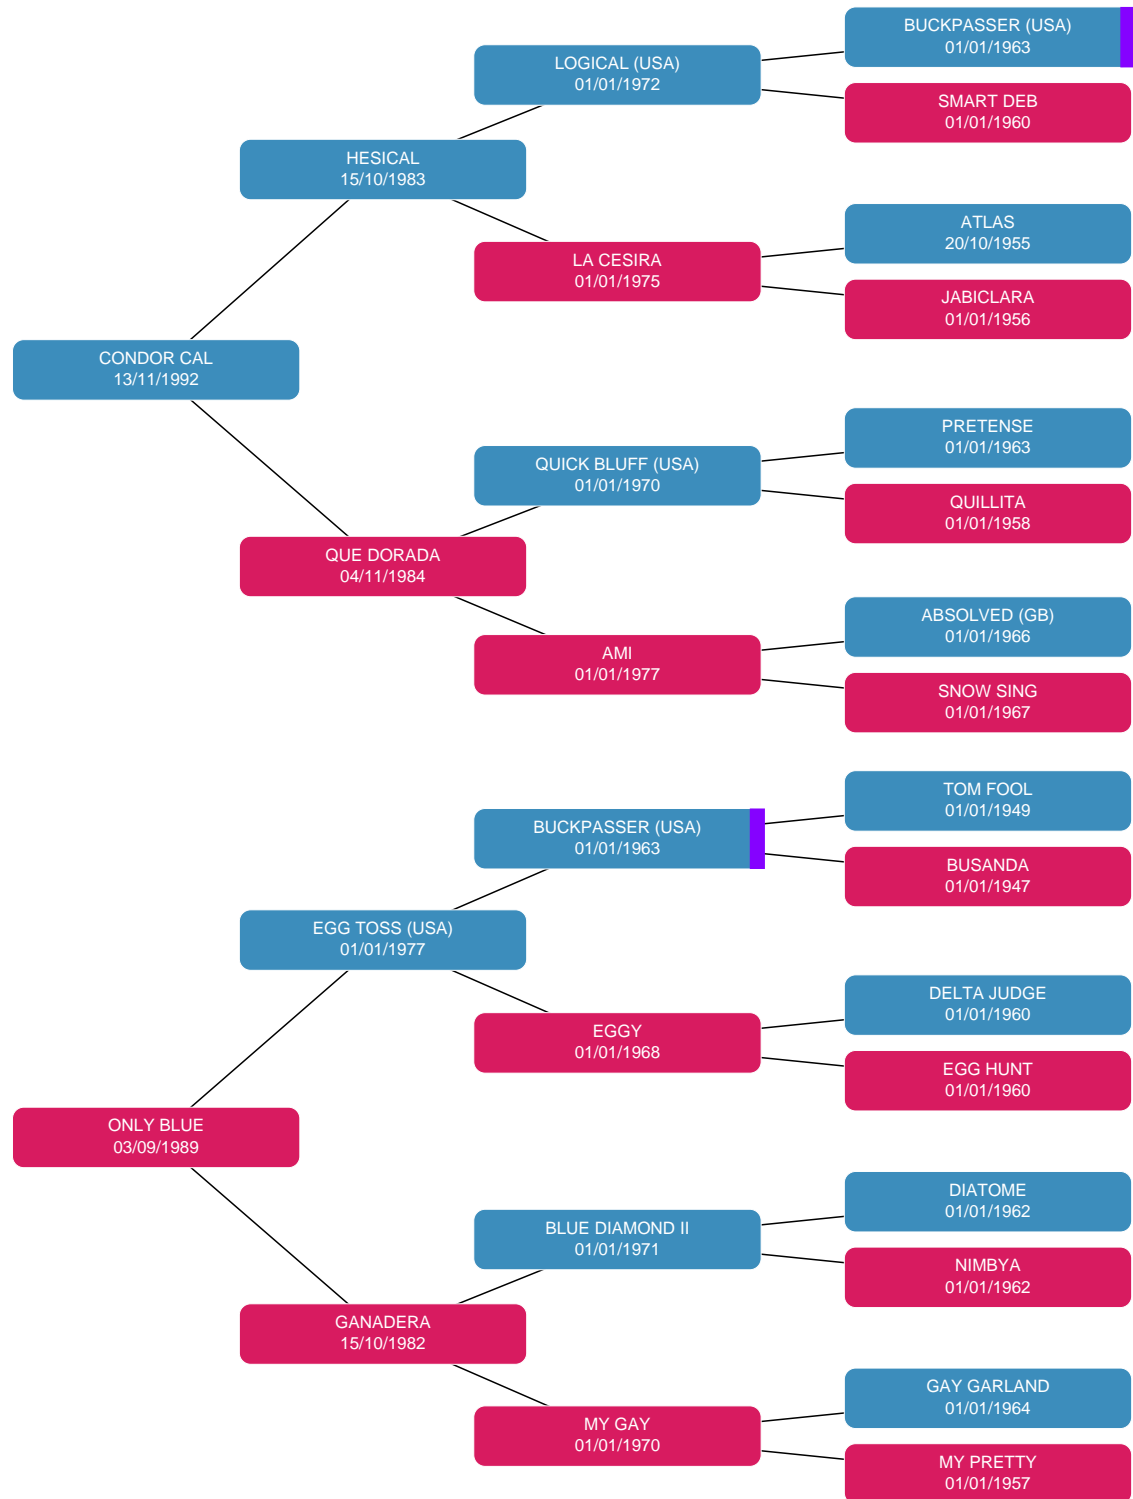 BUCKPASSER (USA)
01/01/1963
LOGICAL (USA)
01/01/1972
SMART DEB
01/01/1960
HESICAL
15/10/1983
ATLAS
20/10/1955
LA CESIRA
01/01/1975
JABICLARA
01/01/1956
CONDOR CAL
13/11/1992
PRETENSE
01/01/1963
QUICK BLUFF (USA)
01/01/1970
QUILLITA
01/01/1958
QUE DORADA
04/11/1984
ABSOLVED (GB)
01/01/1966
AMI
01/01/1977
SNOW SING
01/01/1967
TOM FOOL
01/01/1949
BUCKPASSER (USA)
01/01/1963
BUSANDA
01/01/1947
EGG TOSS (USA)
01/01/1977
DELTA JUDGE
01/01/1960
EGGY
01/01/1968
EGG HUNT
01/01/1960
ONLY BLUE
03/09/1989
DIATOME
01/01/1962
BLUE DIAMOND II
01/01/1971
NIMBYA
01/01/1962
GANADERA
15/10/1982
GAY GARLAND
01/01/1964
MY GAY
01/01/1970
MY PRETTY
01/01/1957